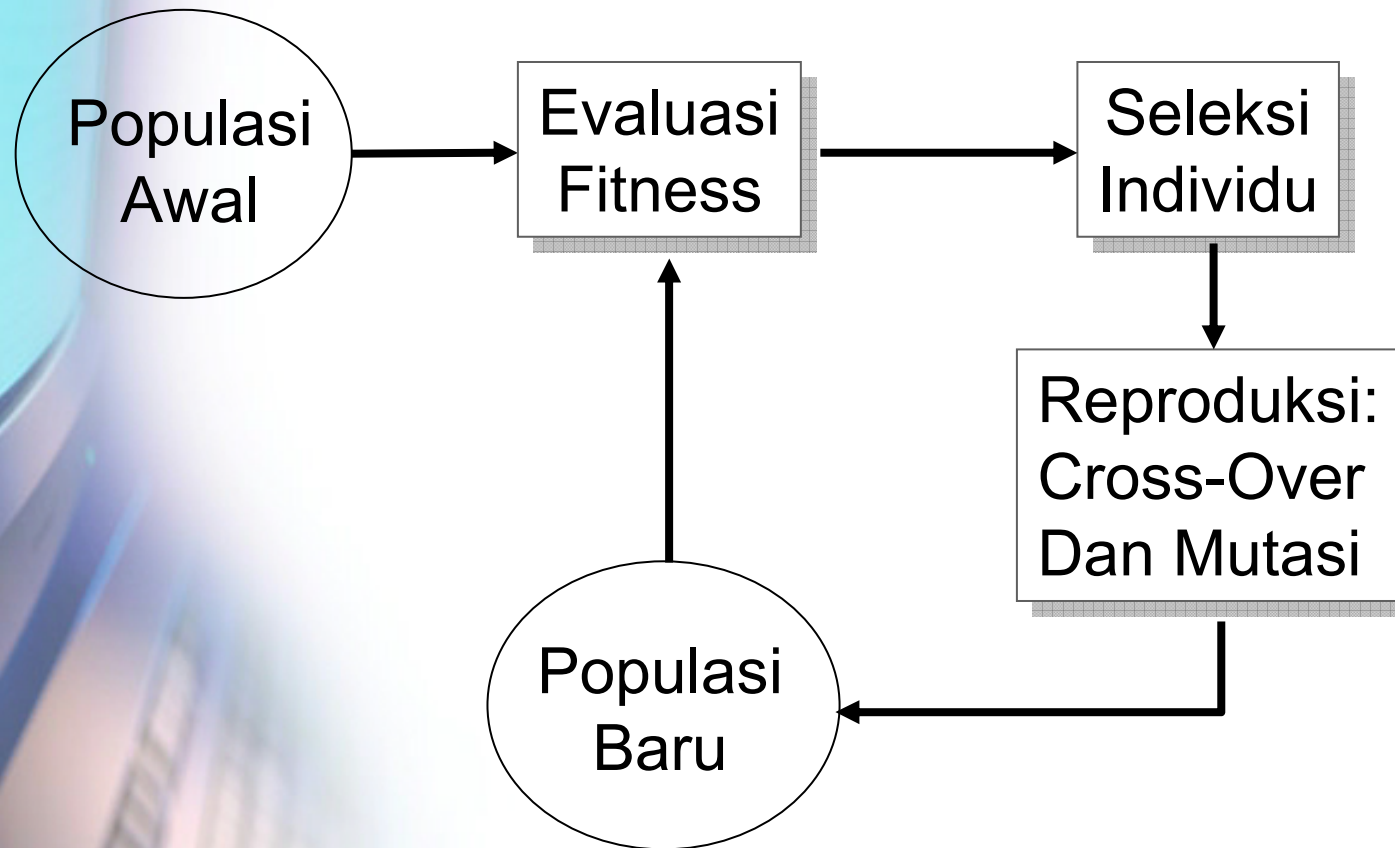 Populasi
Awal
Evaluasi
Fitness
Seleksi
Individu
Reproduksi:
Cross-Over
Dan Mutasi
Populasi
Baru